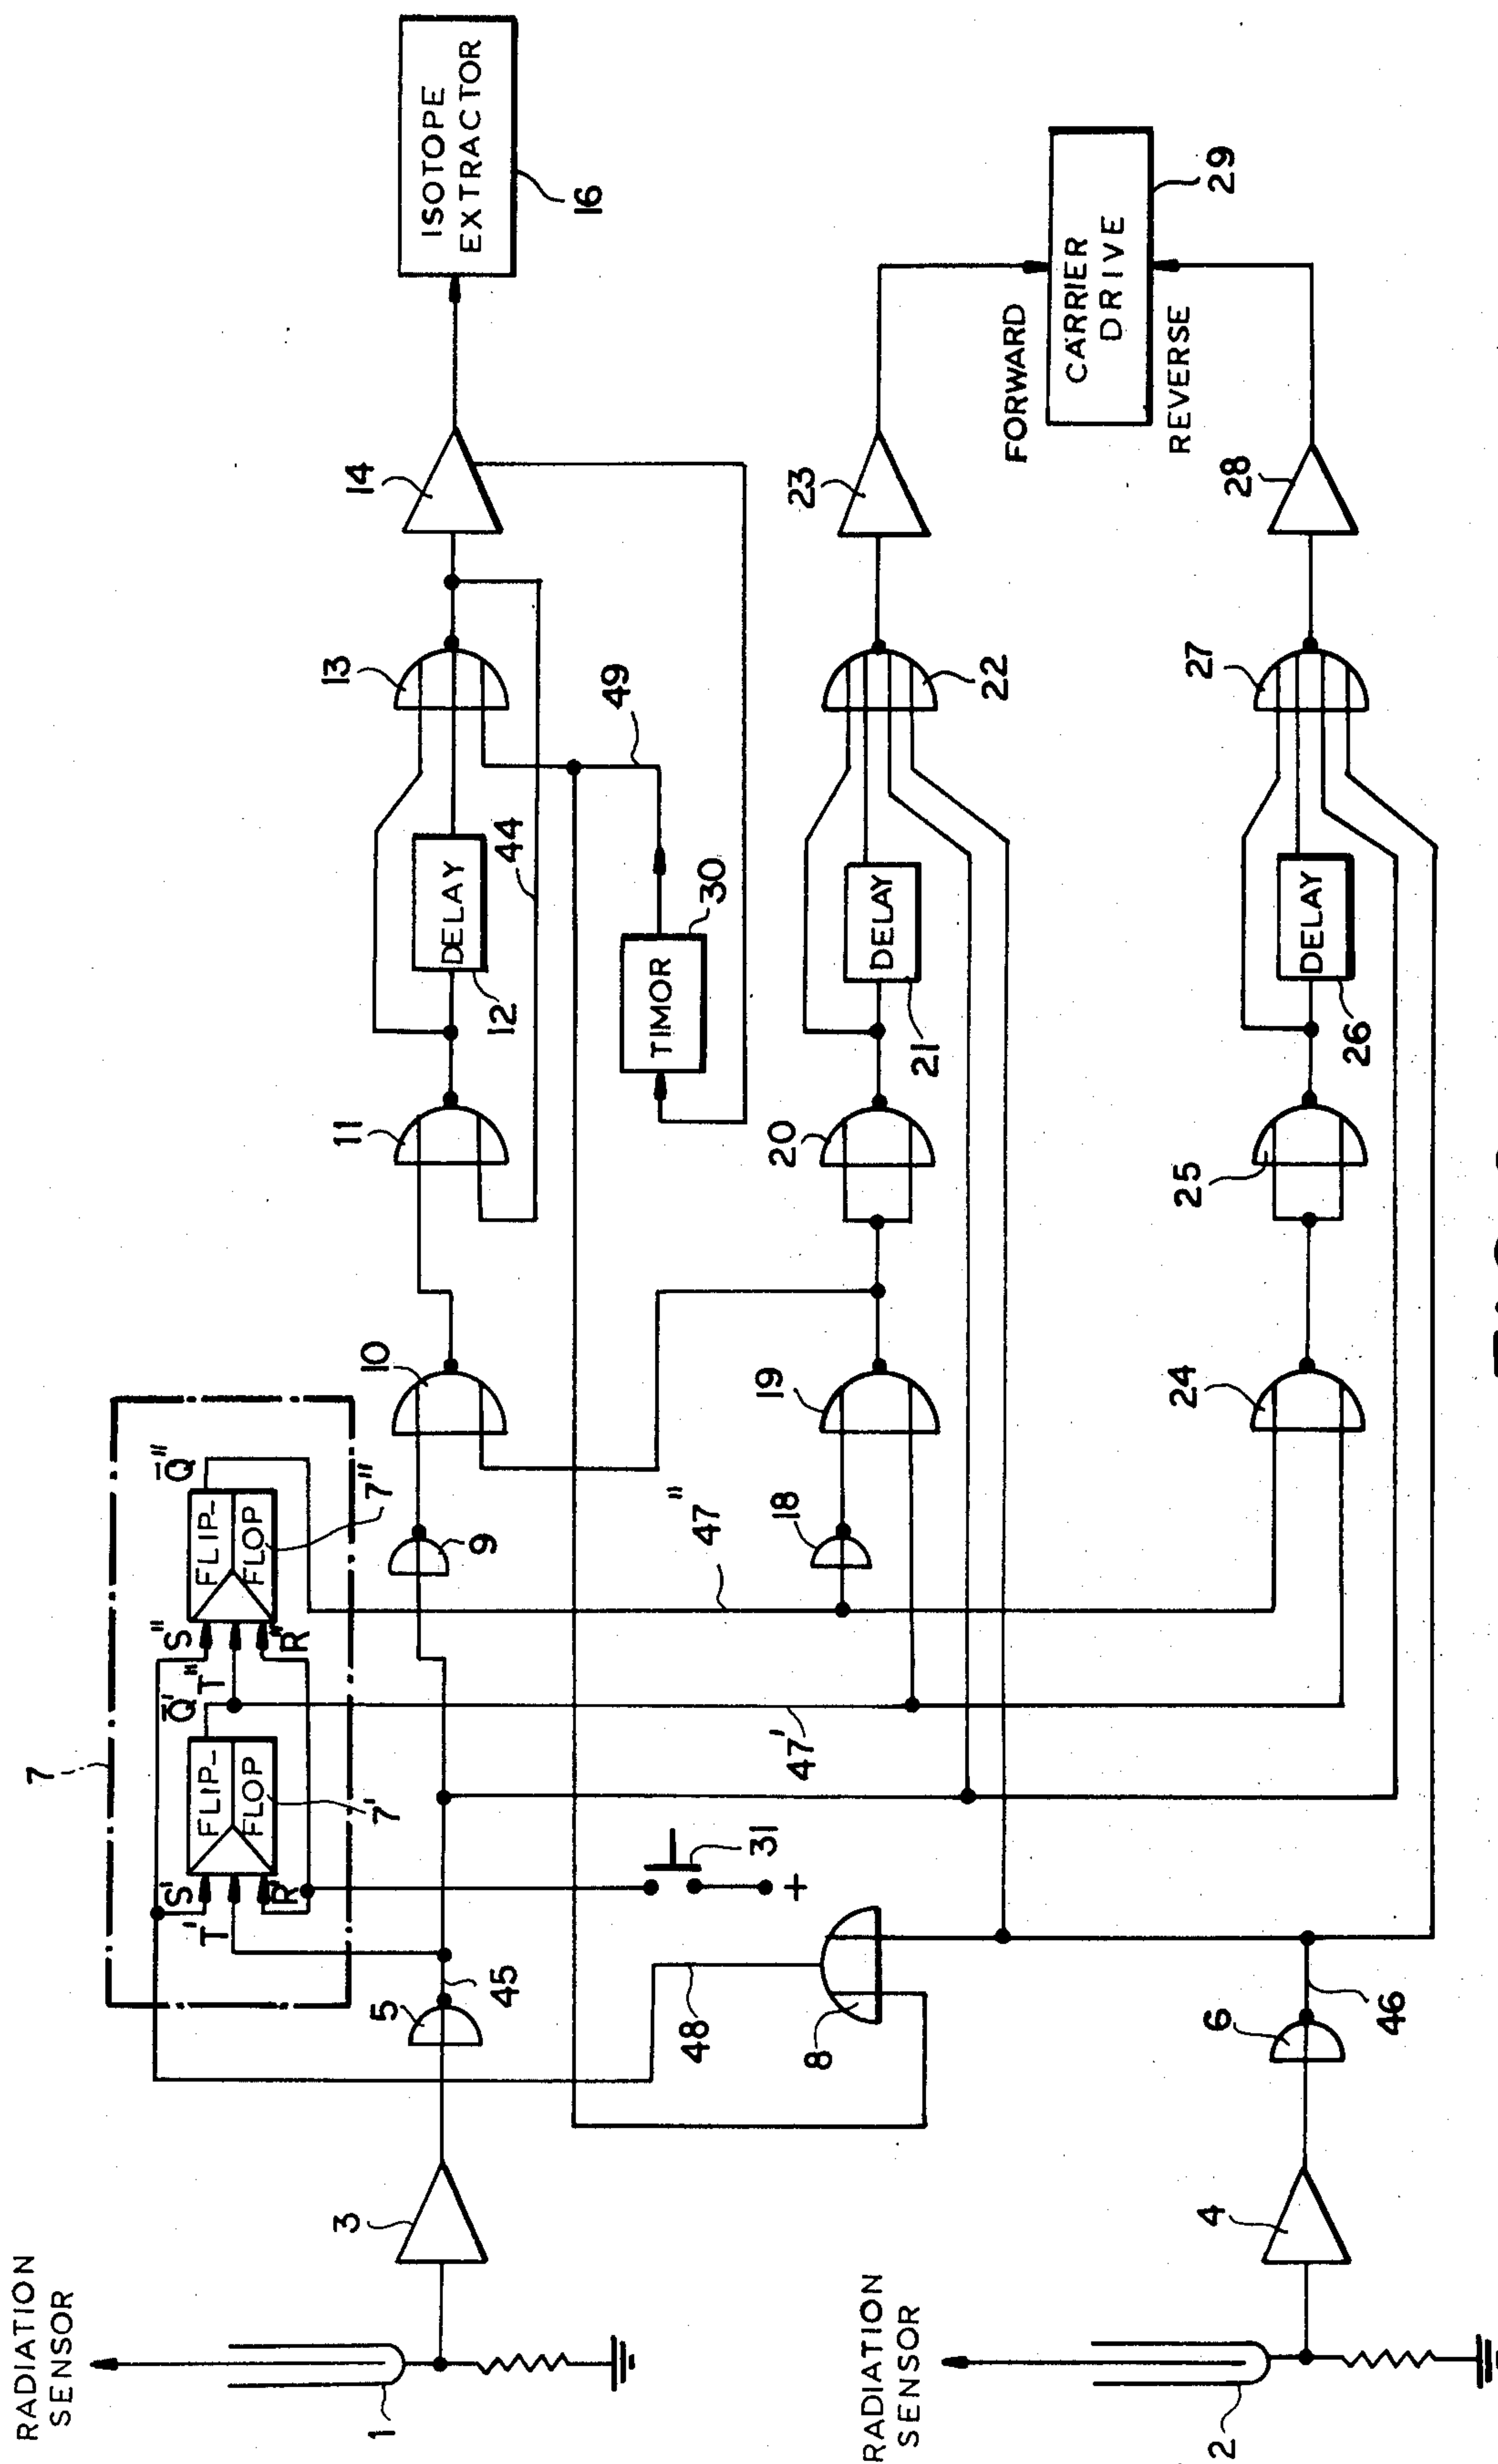 RADIATION
SENSOR
1
3
7
5
45
T'
S'
R'
FLIP-
FLOP
7'
Q̄'
T"
S"
R"
FLIP-
FLOP
7"
Q̄"
9
10
11
DELAY
12
13
14
ISOTOPE
EXTRACTOR
16
44
49
TIMOR
30
48
31
+
47'
47"
8
18
19
20
DELAY
21
22
23
FORWARD
CARRIER
DRIVE
29
REVERSE
RADIATION
SENSOR
2
4
6
46
24
25
DELAY
26
27
28